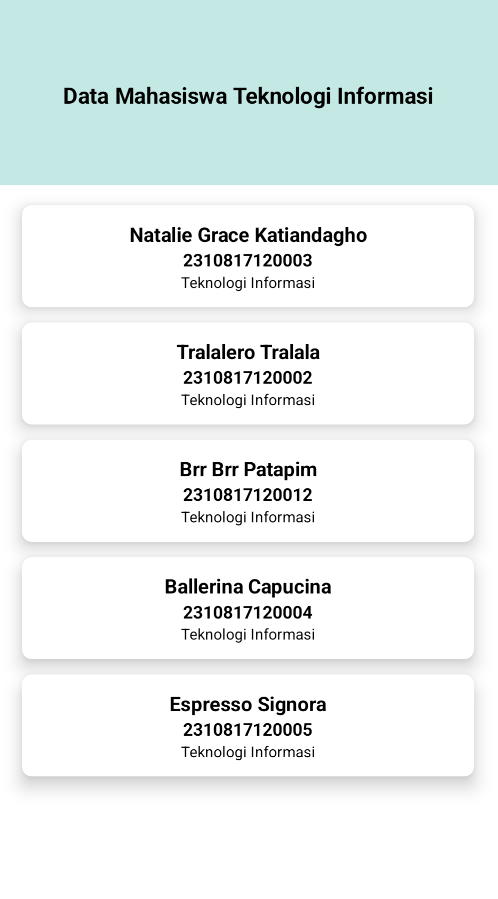 Data Mahasiswa Teknologi Informasi
Natalie Grace Katiandagho
2310817120003
Teknologi Informasi
Tralalero Tralala
2310817120002
Teknologi Informasi
Brr Brr Patapim
2310817120012
Teknologi Informasi
Ballerina Capucina
2310817120004
Teknologi Informasi
Espresso Signora
2310817120005
Teknologi Informasi